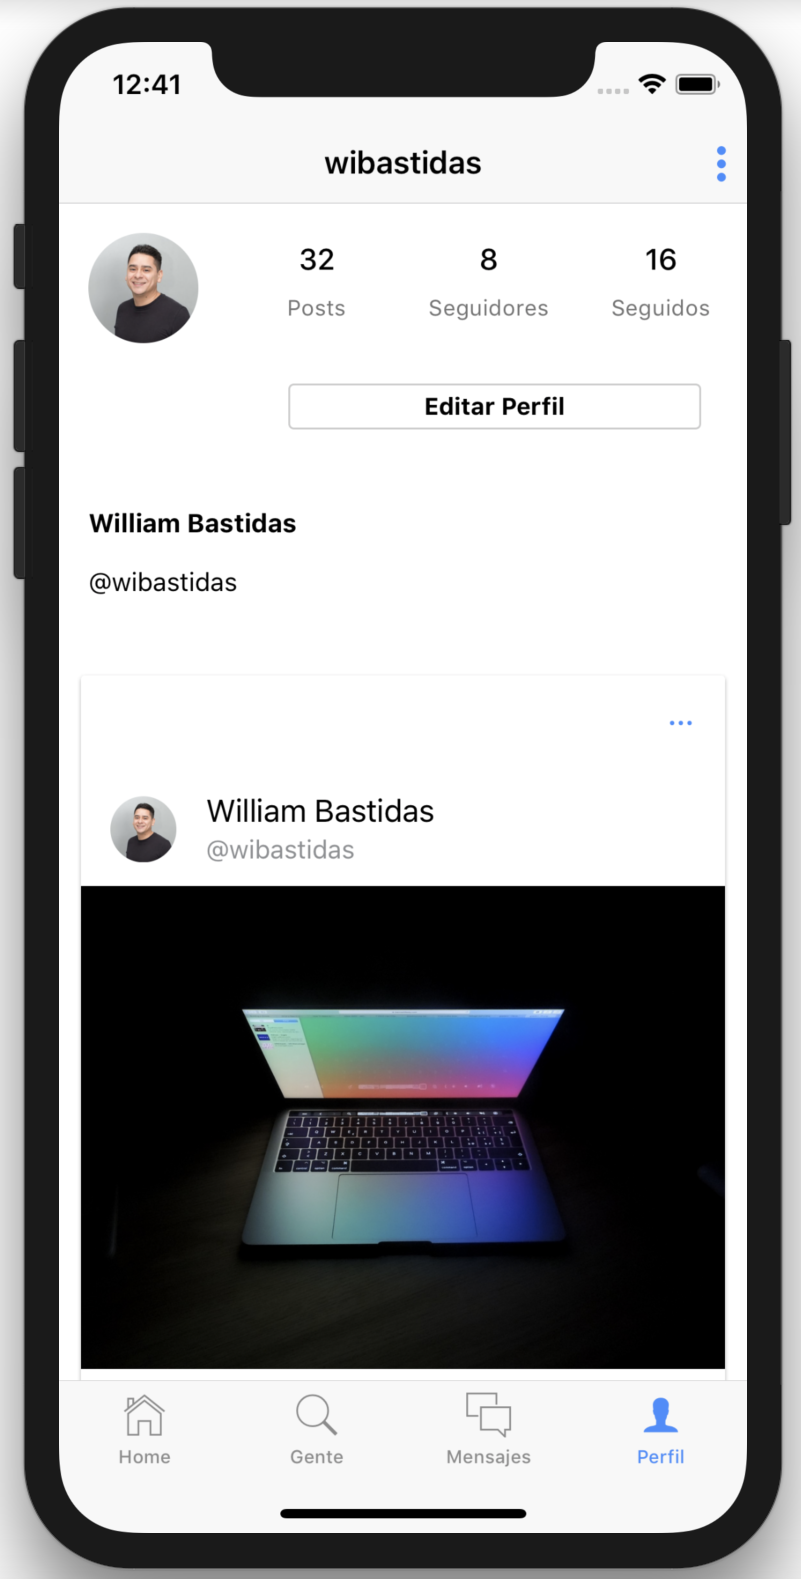 12:41
wibastidas
32 8 16
Posts Seguidores Seguidos
Editar Perfil
William Bastidas
@wibastidas
William Bastidas
@wibastidas
Home Gente Mensajes Perfil